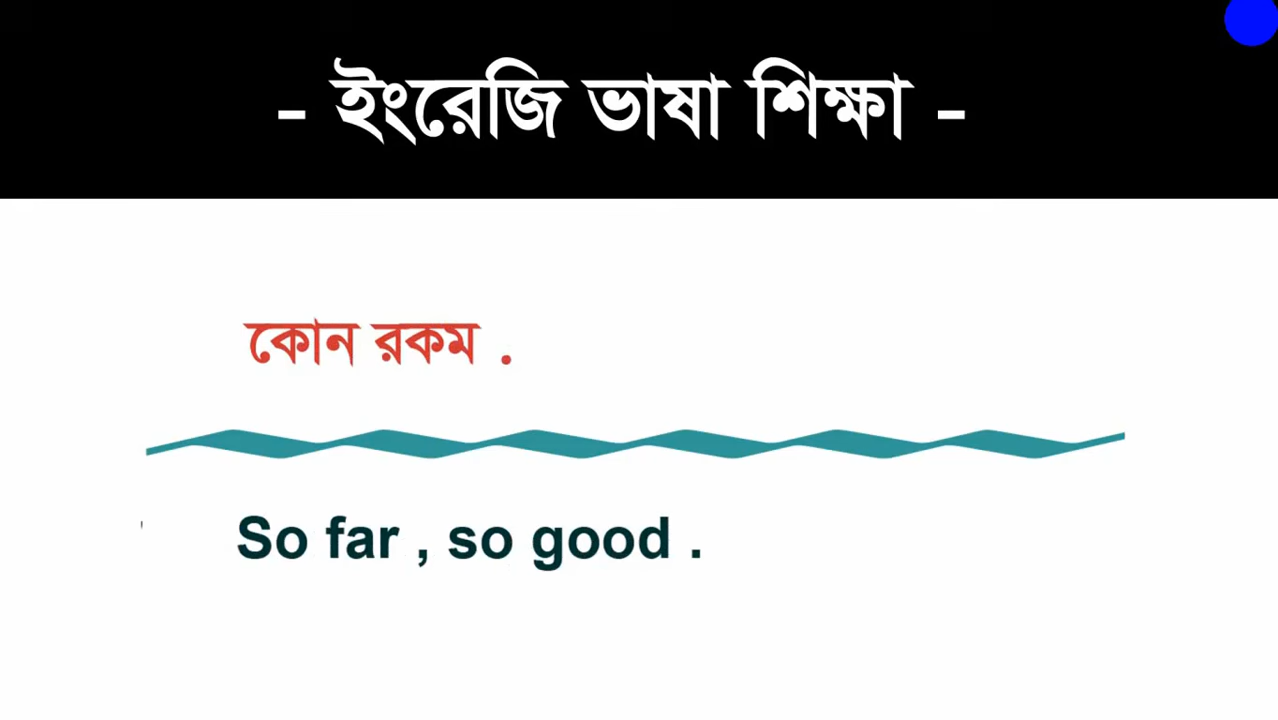 - ইংরেজি ভাষা শিক্ষা -
কোন রকম .
So far , so good .